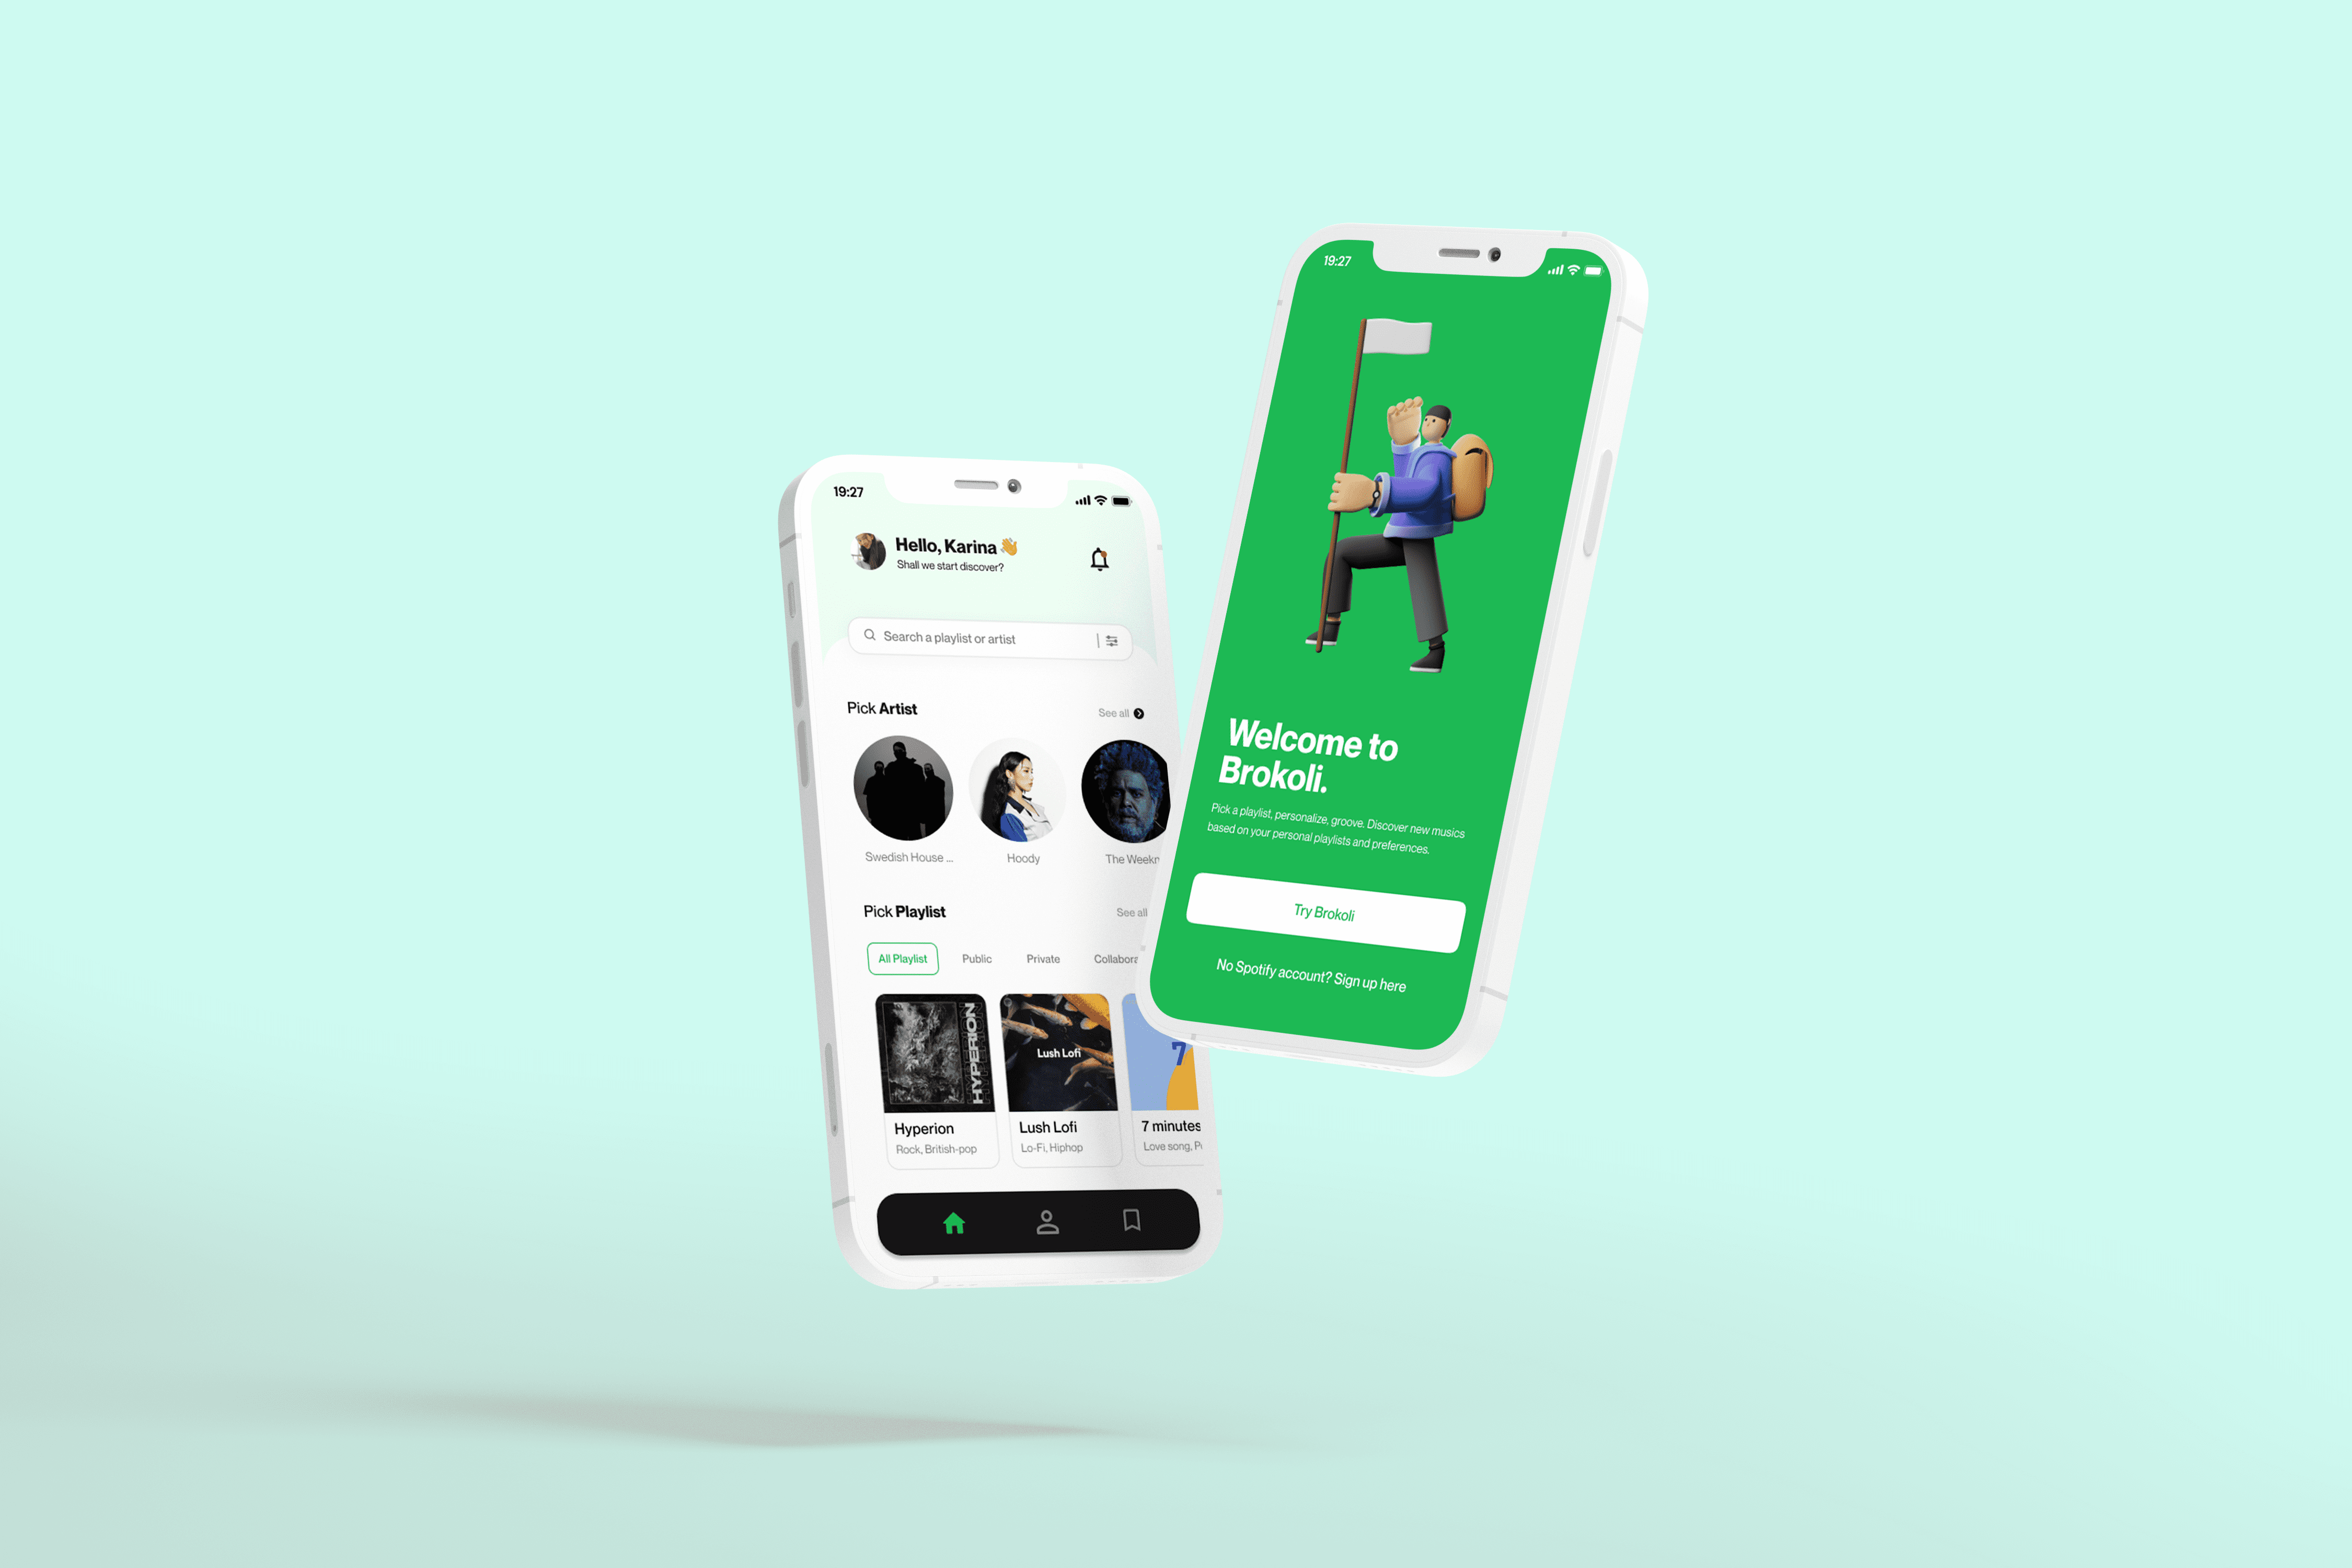 19:27
Hello, Karina 👋
Shall we start discover?
Search a playlist or artist
Pick Artist
See all
Swedish House ...
Hoody
The Weekn
Pick Playlist
See all
All Playlist
Public
Private
Collabora
HYPERION
Lush Lofi
7
Hyperion
Rock, British-pop
Lush Lofi
Lo-Fi, Hiphop
7 minutes
Love song, P
19:27
Welcome to
Brokoli.
Pick a playlist, personalize, groove. Discover new musics
based on your personal playlists and preferences.
Try Brokoli
No Spotify account? Sign up here